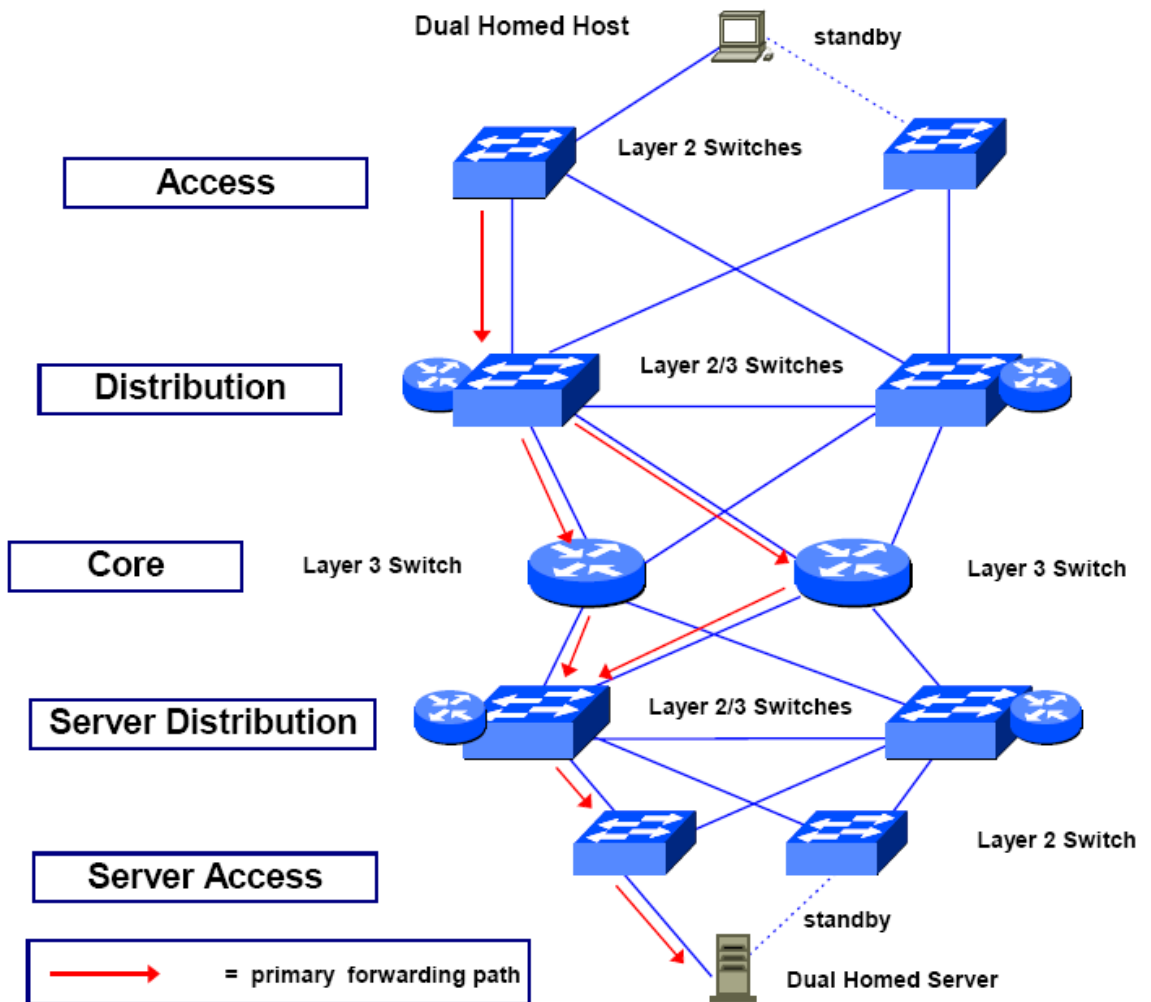 Dual Homed Host
standby
Layer 2 Switches
Access
Layer 2/3 Switches
Distribution
Core
Layer 3 Switch
Layer 3 Switch
Server Distribution
Layer 2/3 Switches
Layer 2 Switch
Server Access
standby
= primary forwarding path
Dual Homed Server